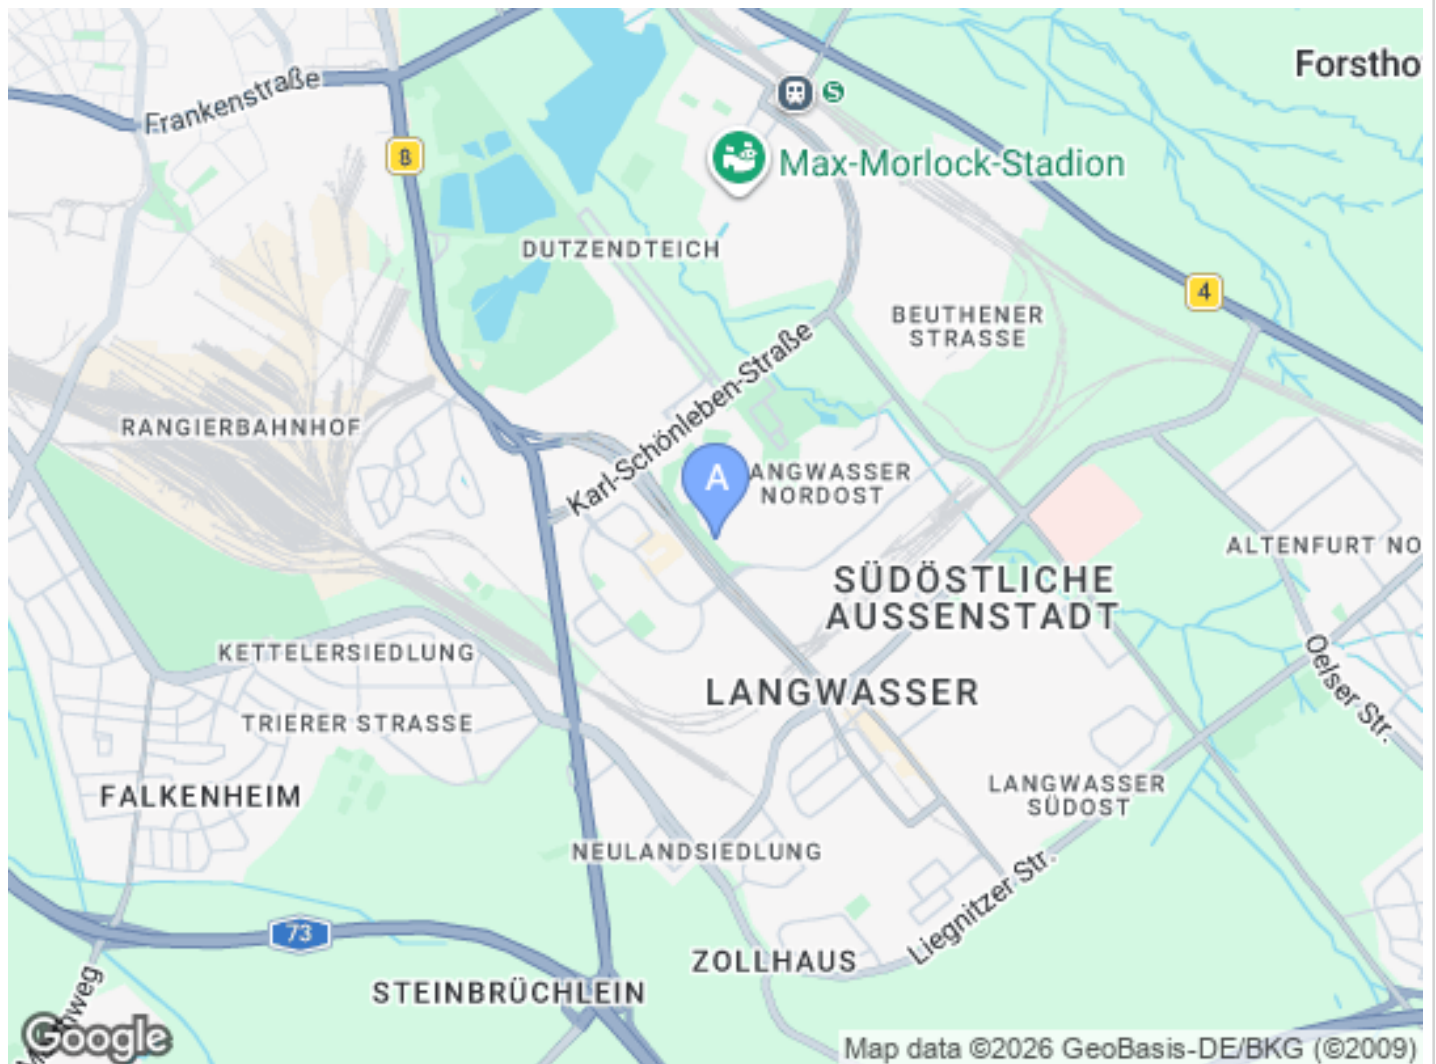 Forstho
Frankenstraße
S
8
Max-Morlock-Stadion
DUTZENDTEICH
4
BEUTHENER
STRASSE
Karl-Schönleben-Straße
RANGIERBAHNHOF
A
ANGWASSER
NORDOST
ALTENFURT NO
SÜDÖSTLICHE
AUSSENSTADT
KETTELERSIEDLUNG
Oelser Str.
LANGWASSER
TRIERER STRASSE
FALKENHEIM
LANGWASSER
SÜDOST
NEULANDSIEDLUNG
Liegnitzer Str.
73
ZOLLHAUS
STEINBRÜCHLEIN
Google
Map data ©2026 GeoBasis-DE/BKG (©2009)